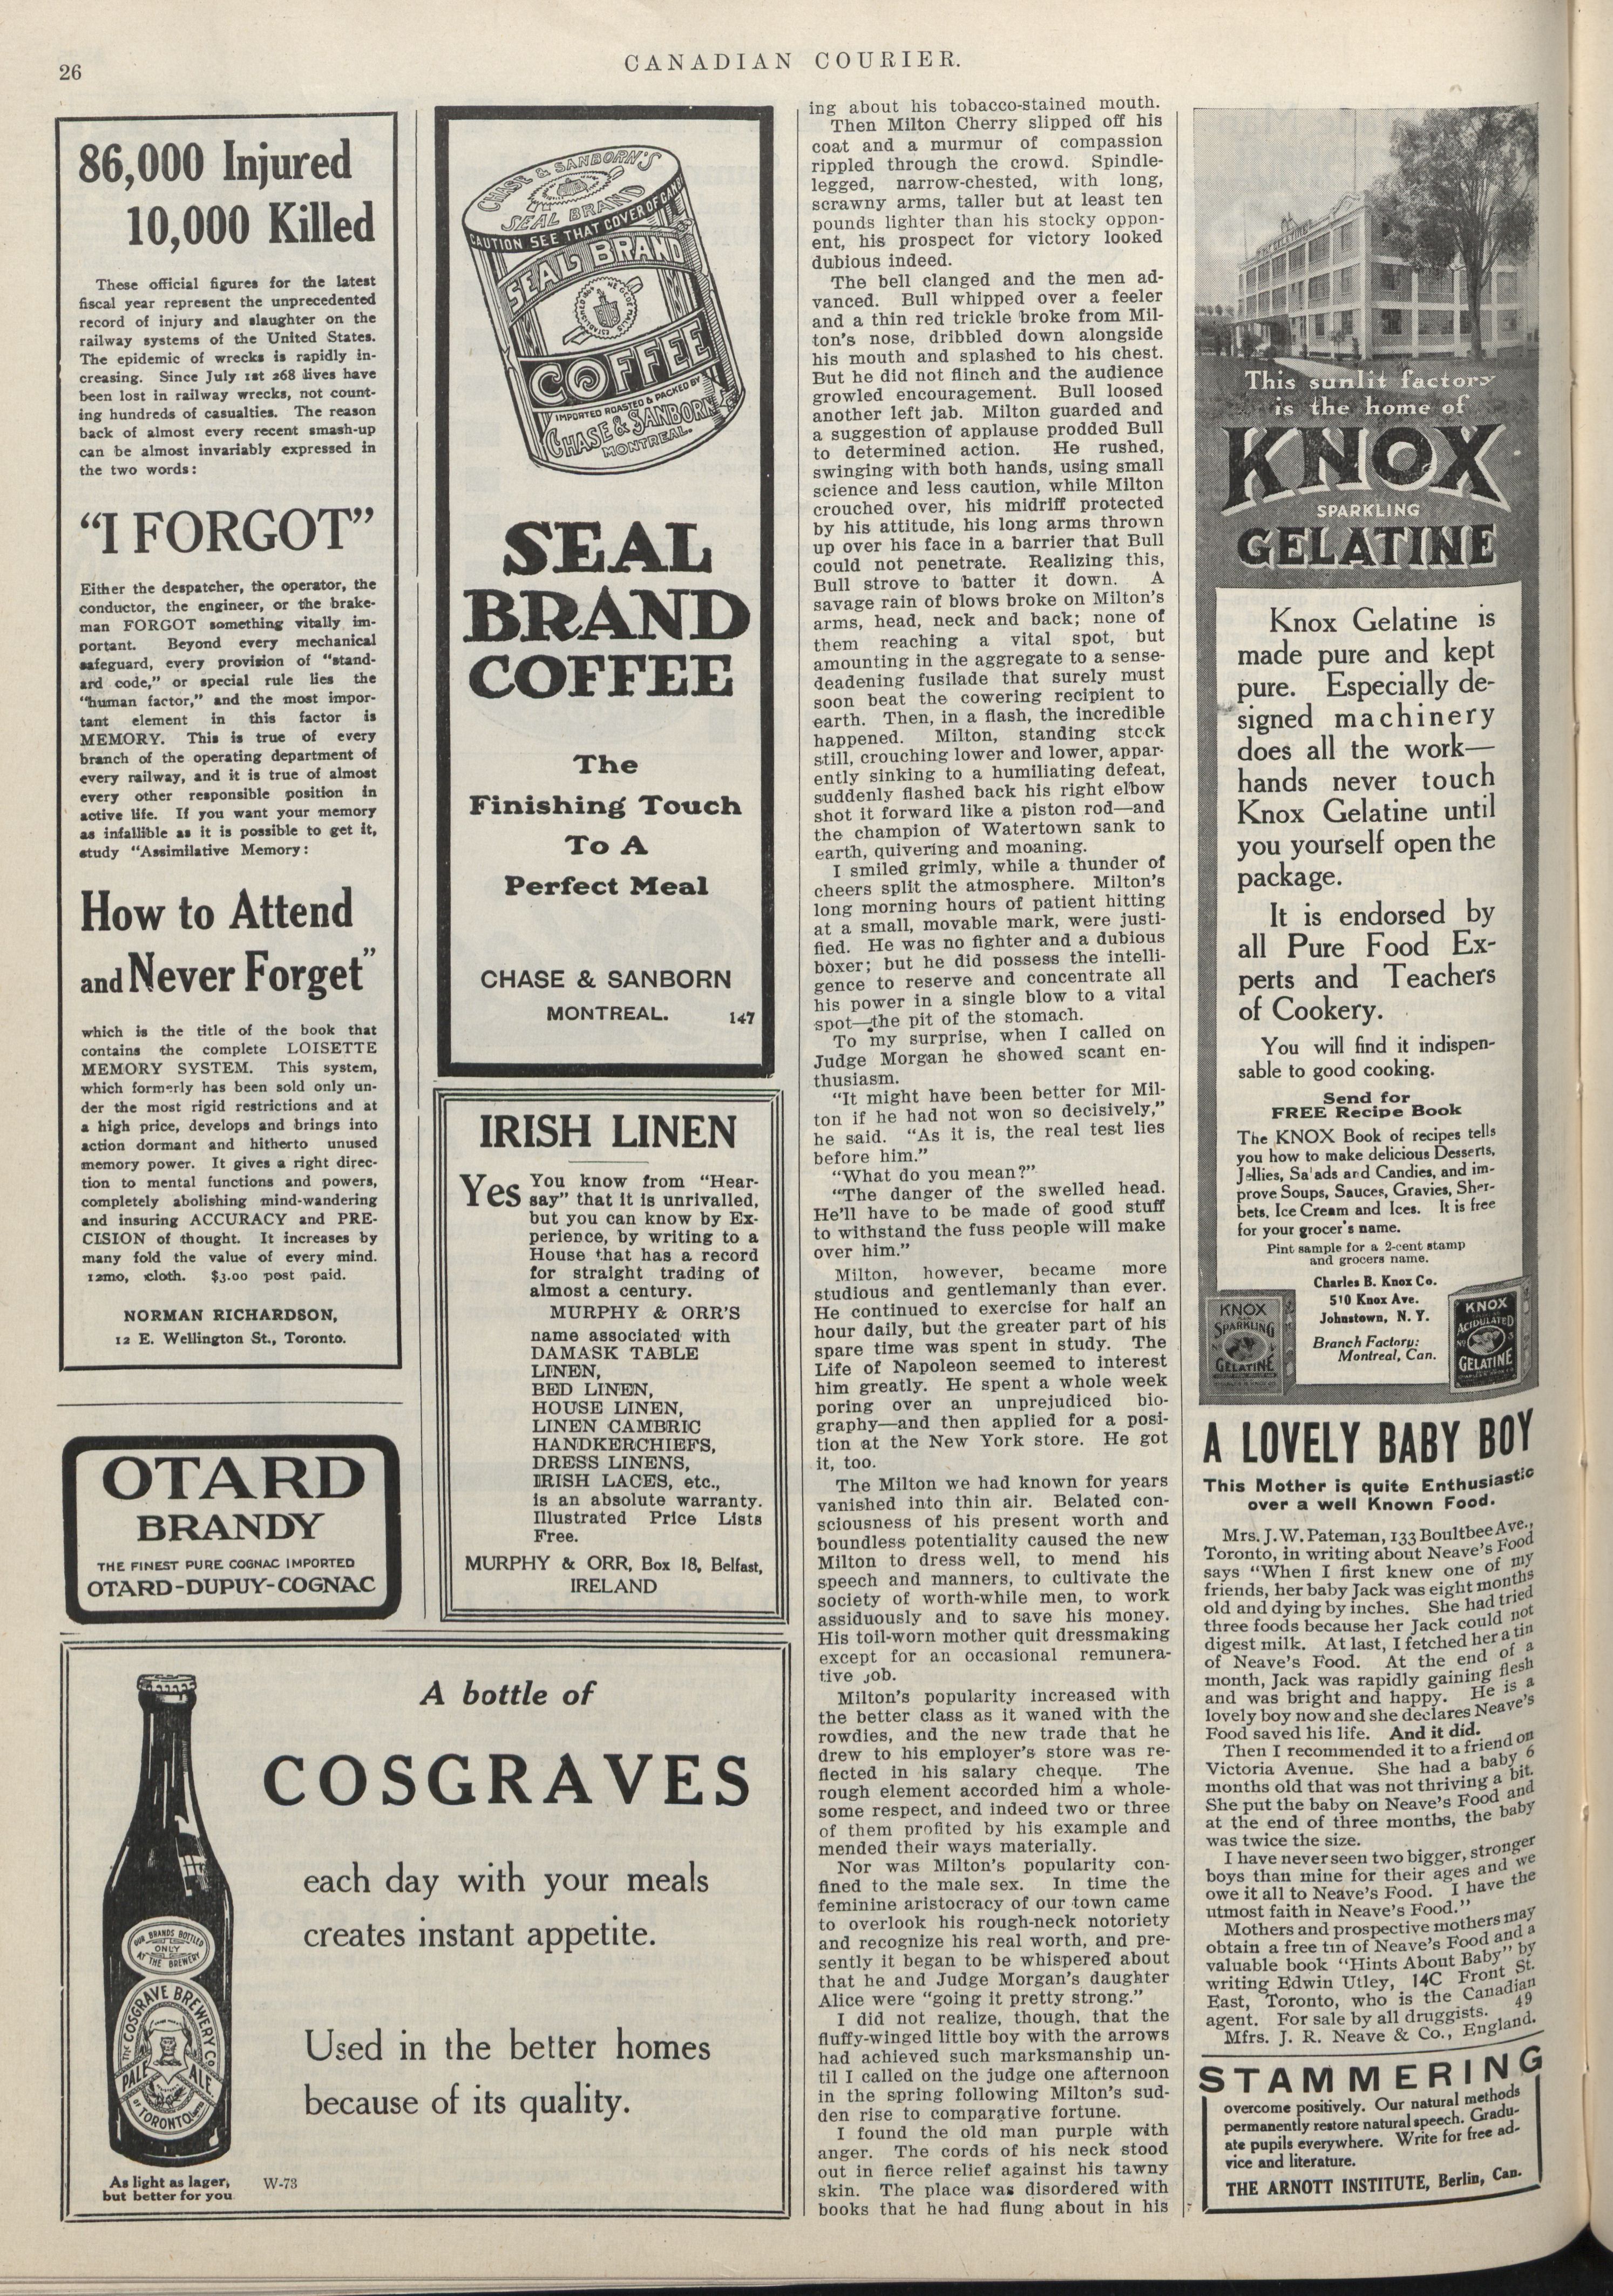 26
CANADIAN COURIER.
86,000 Injured
10,000 Killed
These official figures for the latest
fiscal year represent the unprecedented
record of injury and slaughter on the
railway systems of the United States.
The epidemic of wrecks is rapidly in-
creasing. Since July 1st 268 lives have
been lost in railway wrecks, not count-
ing hundreds of casualties. The reason
back of almost every recent smash-up
can be almost invariably expressed in
the two words:
"I FORGOT"
Either the despatcher, the operator, the
conductor, the engineer, or the brake-
man FORGOT something vitally im-
portant. Beyond every mechanical
safeguard, every provision of "stand-
ard code," or special rule lies the
"human factor," and the most impor-
tant element in this factor is
MEMORY. This is true of every
branch of the operating department of
every railway, and it is true of almost
every other responsible position in
active life. If you want your memory
as infallible as it is possible to get it,
study "Assimilative Memory:
How to Attend
and Never Forget"
which is the title of the book that
contains the complete LOISETTE
MEMORY SYSTEM. This system,
which formerly has been sold only un-
der the most rigid restrictions and at
a high price, develops and brings into
action dormant and hitherto unused
memory power. It gives a right direc-
tion to mental functions and powers,
completely abolishing mind-wandering
and insuring ACCURACY and PRE-
CISION of thought. It increases by
many fold the value of every mind.
12mo, cloth. $3.00 post paid.
NORMAN RICHARDSON,
12 E. Wellington St., Toronto.
OTARD
BRANDY
THE FINEST PURE COGNAC IMPORTED
OTARD-DUPUY-COGNAC
CHASE & SANBORN'S
SEAL BRAND
CAUTION SEE THAT COVER OF CAN
SEAL BRAND
COFFEE
IMPORTED ROASTED & PACKED BY
CHASE & SANBORN
MONTREAL.
SEAL
BRAND
COFFEE
The
Finishing Touch
To A
Perfect Meal
CHASE & SANBORN
MONTREAL. 147
IRISH LINEN
Yes You know from "Hear-
say" that it is unrivalled,
but you can know by Ex-
perience, by writing to a
House that has a record
for straight trading of
almost a century.
MURPHY & ORR'S
name associated with
DAMASK TABLE
LINEN,
BED LINEN,
HOUSE LINEN,
LINEN CAMBRIC
HANDKERCHIEFS,
DRESS LINENS,
IRISH LACES, etc.,
is an absolute warranty.
Illustrated Price Lists
Free.
MURPHY & ORR, Box 18, Belfast,
IRELAND
A bottle of
COSGRAVES
each day with your meals
creates instant appetite.
Used in the better homes
because of its quality.
OUR BRANDS BOTTLED
ONLY
AT THE BREWERY
THE COSGRAVE BREWERY CO.
PALE ALE
OF TORONTO
As light as lager,
but better for you
W-73
ing about his tobacco-stained mouth.
Then Milton Cherry slipped off his
coat and a murmur of compassion
rippled through the crowd. Spindle-
legged, narrow-chested, with long,
scrawny arms, taller but at least ten
pounds lighter than his stocky oppon-
ent, his prospect for victory looked
dubious indeed.
The bell clanged and the men ad-
vanced. Bull whipped over a feeler
and a thin red trickle broke from Mil-
ton's nose, dribbled down alongside
his mouth and splashed to his chest.
But he did not flinch and the audience
growled encouragement. Bull loosed
another left jab. Milton guarded and
a suggestion of applause prodded Bull
to determined action. He rushed,
swinging with both hands, using small
science and less caution, while Milton
crouched over, his midriff protected
by his attitude, his long arms thrown
up over his face in a barrier that Bull
could not penetrate. Realizing this,
Bull strove to batter it down. A
savage rain of blows broke on Milton's
arms, head, neck and back; none of
them reaching a vital spot, but
amounting in the aggregate to a sense-
deadening fusilade that surely must
soon beat the cowering recipient to
earth. Then, in a flash, the incredible
happened. Milton, standing stock
still, crouching lower and lower, appar-
ently sinking to a humiliating defeat,
suddenly flashed back his right elbow
shot it forward like a piston rod—and
the champion of Watertown sank to
earth, quivering and moaning.
I smiled grimly, while a thunder of
cheers split the atmosphere. Milton's
long morning hours of patient hitting
at a small, movable mark, were justi-
fied. He was no fighter and a dubious
boxer; but he did possess the intelli-
gence to reserve and concentrate all
his power in a single blow to a vital
spot—the pit of the stomach.
To my surprise, when I called on
Judge Morgan he showed scant en-
thusiasm.
"It might have been better for Mil-
ton if he had not won so decisively,"
he said. "As it is, the real test lies
before him."
"What do you mean?"
"The danger of the swelled head.
He'll have to be made of good stuff
to withstand the fuss people will make
over him."
Milton, however, became more
studious and gentlemanly than ever.
He continued to exercise for half an
hour daily, but the greater part of his
spare time was spent in study. The
Life of Napoleon seemed to interest
him greatly. He spent a whole week
poring over an unprejudiced bio-
graphy—and then applied for a posi-
tion at the New York store. He got
it, too.
The Milton we had known for years
vanished into thin air. Belated con-
sciousness of his present worth and
boundless potentiality caused the new
Milton to dress well, to mend his
speech and manners, to cultivate the
society of worth-while men, to work
assiduously and to save his money.
His toil-worn mother quit dressmaking
except for an occasional remunera-
tive job.
Milton's popularity increased with
the better class as it waned with the
rowdies, and the new trade that he
drew to his employer's store was re-
flected in his salary cheque. The
rough element accorded him a whole-
some respect, and indeed two or three
of them profited by his example and
mended their ways materially.
Nor was Milton's popularity con-
fined to the male sex. In time the
feminine aristocracy of our town came
to overlook his rough-neck notoriety
and recognize his real worth, and pre-
sently it began to be whispered about
that he and Judge Morgan's daughter
Alice were "going it pretty strong."
I did not realize, though, that the
fluffy-winged little boy with the arrows
had achieved such marksmanship un-
til I called on the judge one afternoon
in the spring following Milton's sud-
den rise to comparative fortune.
I found the old man purple with
anger. The cords of his neck stood
out in fierce relief against his tawny
skin. The place was disordered with
books that he had flung about in his
This sunlit factory
is the home of
KNOX
SPARKLING
GELATINE
Knox Gelatine is
made pure and kept
pure. Especially de-
signed machinery
does all the work—
hands never touch
Knox Gelatine until
you yourself open the
package.
It is endorsed by
all Pure Food Ex-
perts and Teachers
of Cookery.
You will find it indispen-
sable to good cooking.
Send for
FREE Recipe Book
The KNOX Book of recipes tells
you how to make delicious Desserts,
Jellies, Salads and Candies, and im-
prove Soups, Sauces, Gravies, Sher-
bets, Ice Cream and Ices. It is free
for your grocer's name.
Pint sample for a 2-cent stamp
and grocers name.
Charles B. Knox Co.
510 Knox Ave.
Johnstown, N. Y.
Branch Factory:
Montreal, Can.
KNOX
SPARKLING
GELATINE
KNOX
ACIDULATED
GELATINE
A LOVELY BABY BOY
This Mother is quite Enthusiastic
over a well Known Food.
Mrs. J. W. Pateman, 133 Boultbee Ave.,
Toronto, in writing about Neave's Food
says "When I first knew one of my
friends, her baby Jack was eight months
old and dying by inches. She had tried
three foods because her Jack could not
digest milk. At last, I fetched her a tin
of Neave's Food. At the end of a
month, Jack was rapidly gaining flesh
and was bright and happy. He is a
lovely boy now and she declares Neave's
Food saved his life. And it did.
Then I recommended it to a friend on
Victoria Avenue. She had a baby 6
months old that was not thriving a bit.
She put the baby on Neave's Food and
at the end of three months, the baby
was twice the size.
I have never seen two bigger, stronger
boys than mine for their ages and we
owe it all to Neave's Food. I have the
utmost faith in Neave's Food."
Mothers and prospective mothers may
obtain a free tin of Neave's Food and a
valuable book "Hints About Baby" by
writing Edwin Utley, 14C Front St.
East, Toronto, who is the Canadian
agent. For sale by all druggists. 49
Mfrs. J. R. Neave & Co., England.
STAMMERING
overcome positively. Our natural methods
permanently restore natural speech. Gradu-
ate pupils everywhere. Write for free ad-
vice and literature.
THE ARNOTT INSTITUTE, Berlin, Can.